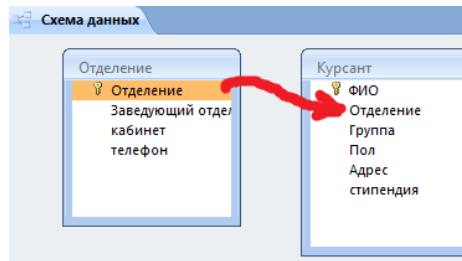 Схема данных
Отделение
Отделение
Заведующий отдел
кабинет
телефон
Курсант
ФИО
Отделение
Группа
Пол
Адрес
стипендия